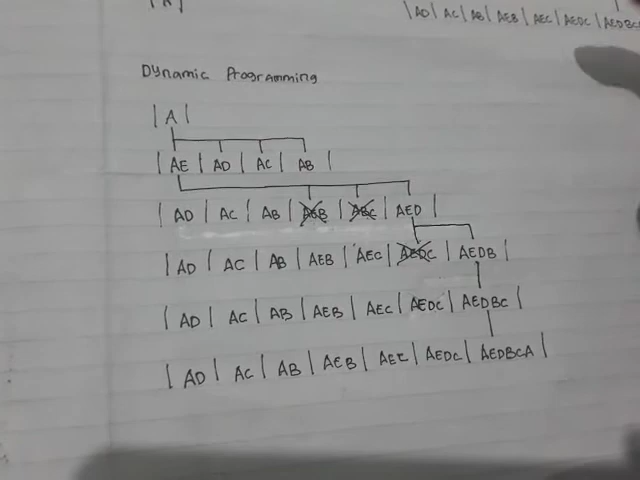 |A|
|AD|AC|AB|AEB|AEC|AEDC|AEDBC
Dynamic Programming
|A|
|AE|AD|AC|AB|
|AD|AC|AB|AEB|AEC|AED|
|AD|AC|AB|AEB|AEC|AEDC|AEDB|
|AD|AC|AB|AEB|AEC|AEDC|AEDBC|
|AD|AC|AB|AEB|AEC|AEDC|AEDBCA|